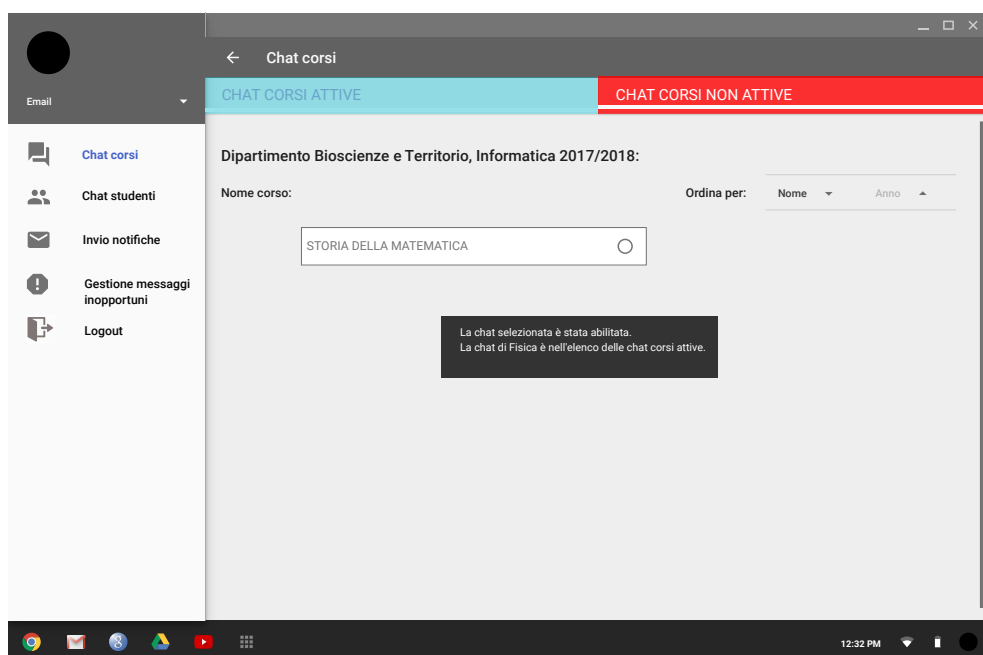 Chat corsi
Email
CHAT CORSI ATTIVE
CHAT CORSI NON ATTIVE
Chat corsi
Chat studenti
Invio notifiche
Gestione messaggi
inopportuni
Logout
Dipartimento Bioscienze e Territorio, Informatica 2017/2018:
Nome corso:
Ordina per:
Nome
Anno
STORIA DELLA MATEMATICA
La chat selezionata è stata abilitata.
La chat di Fisica è nell'elenco delle chat corsi attive.
12:32 PM